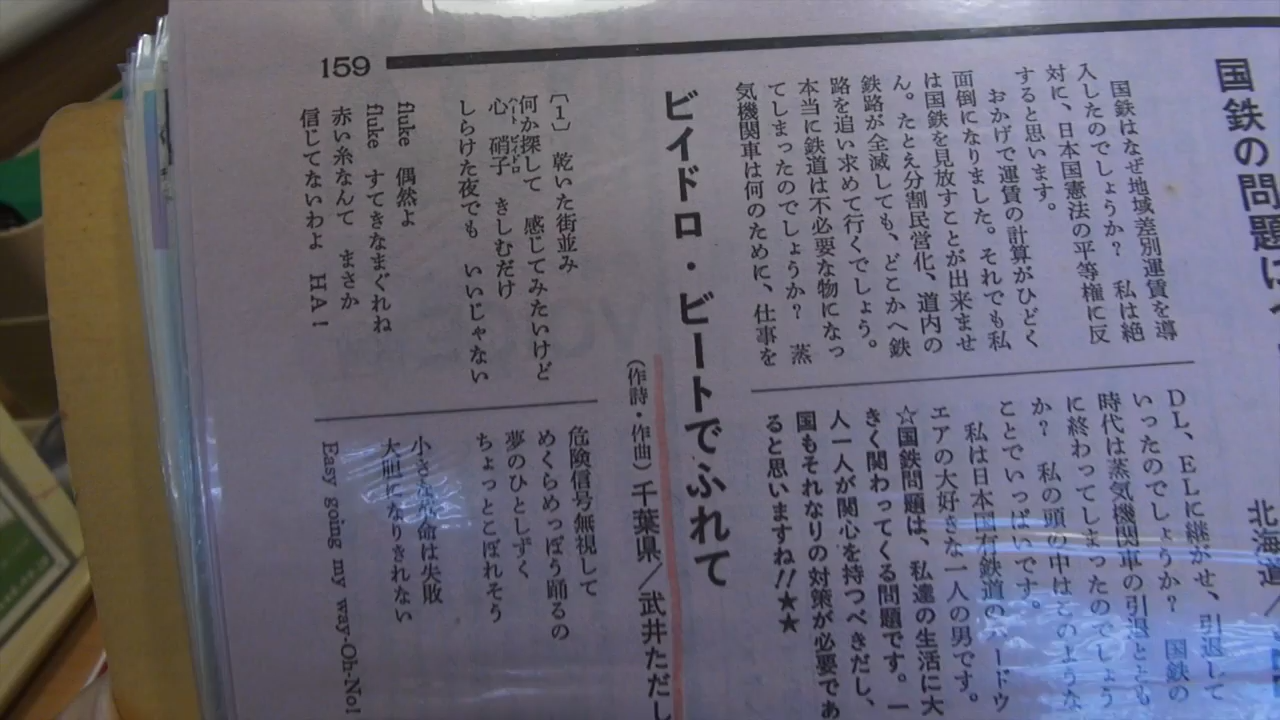 159
国鉄の問題に
北海道／
国鉄はなぜ地域差別運賃を導
入したのでしょうか？　私は絶
対に、日本国憲法の平等権に反
すると思います。
おかげで運賃の計算がひどく
面倒になりました。それでも私
は国鉄を見放すことが出来ませ
ん。たとえ分割民営化、道内の
鉄路が全滅しても、どこかへ鉄
路を追い求めて行くでしょう。
本当に鉄道は不必要な物になっ
てしまったのでしょうか？　蒸
気機関車は何のために、仕事を
DL、ELに継がせ、引退して
いったのでしょうか？　国鉄の
時代は蒸気機関車の引退ととも
に終わってしまったのでしょう
か？　私の頭の中はこのような
ことでいっぱいです。
私は日本国有鉄道のハードウ
エアの大好きな一人の男です。
☆国鉄問題は、私達の生活に大
きく関わってくる問題です。一
人一人が関心を持つべきだし、
国もそれなりの対策が必要であ
ると思いますね!!★★
ビイドロ・ビートでふれて
（作詩・作曲）千葉県／武井ただし
〔1〕　乾いた街並み
何か探して　感じてみたいけど
心　硝子　きしむだけ
しらけた夜でも　いいじゃない
fluke　偶然よ
fluke　すてきなまぐれね
赤い糸なんて　まさか
信じてないわよ　HA！
危険信号無視して
めくらめっぽう踊るの
夢のひとしずく
ちょっとこぼれそう
小さな革命は失敗
大胆になりきれない
Easy going my way-Oh-No!